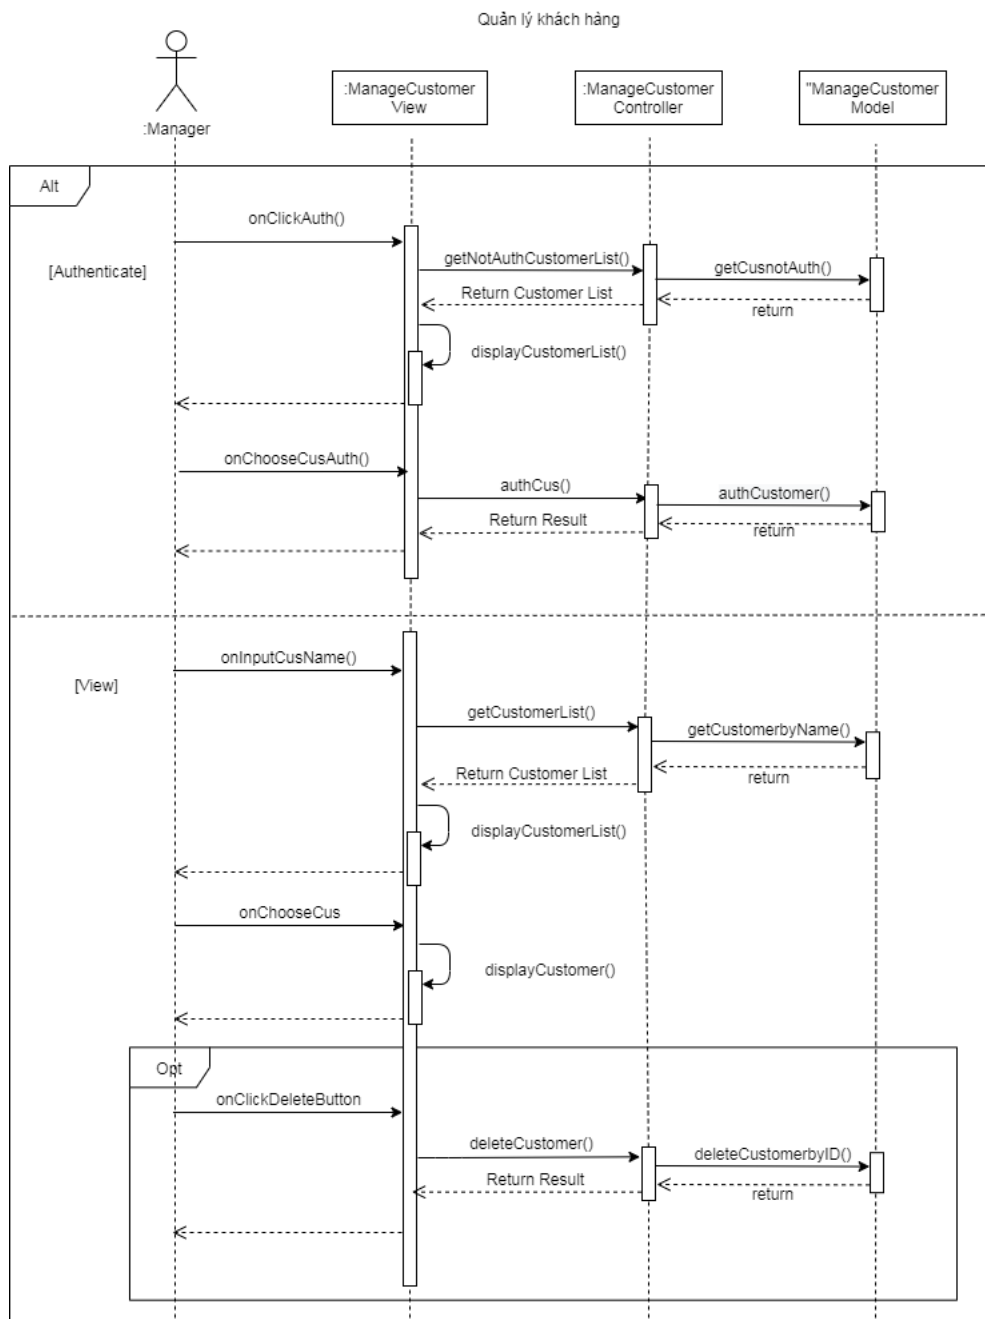 Quản lý khách hàng
:Manager
:ManageCustomer
View
:ManageCustomer
Controller
"ManageCustomer
Model
Alt
onClickAuth()
[Authenticate]
getNotAuthCustomerList()
getCusnotAuth()
Return Customer List
return
displayCustomerList()
onChooseCusAuth()
authCus()
authCustomer()
Return Result
return
onInputCusName()
[View]
getCustomerList()
getCustomerbyName()
Return Customer List
return
displayCustomerList()
onChooseCus
displayCustomer()
Opt
onClickDeleteButton
deleteCustomer()
deleteCustomerbyID()
Return Result
return